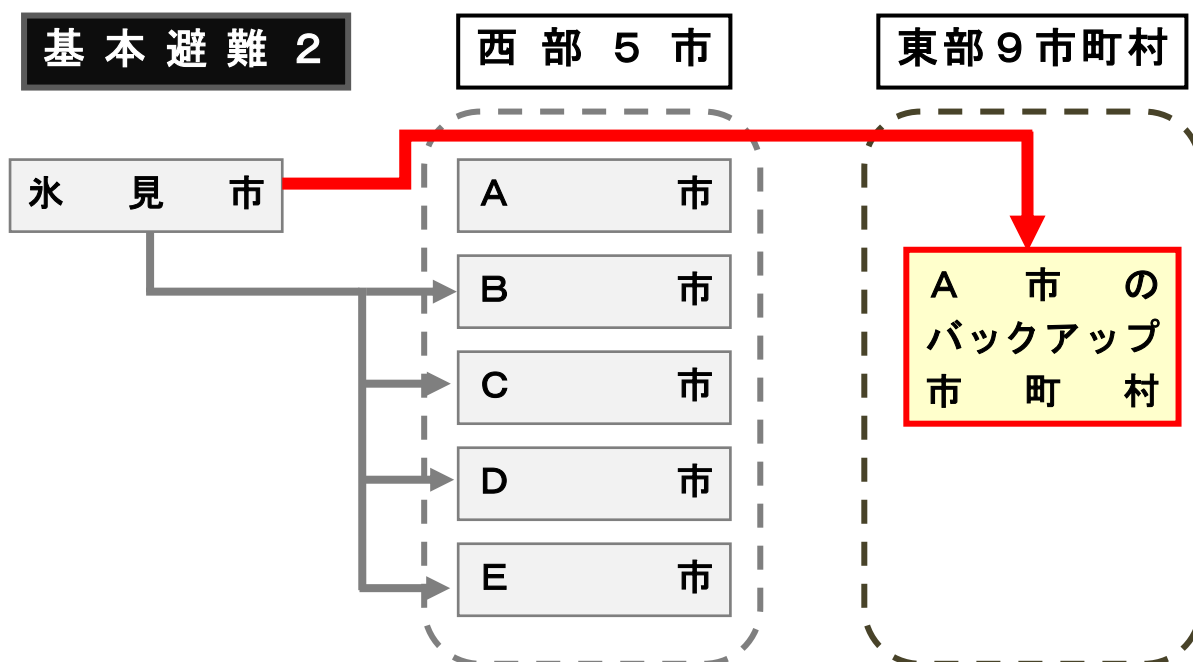 基本避難２
西部５市
東部９市町村
氷見市
A市
B市
C市
D市
E市
A市の
バックアップ
市町村